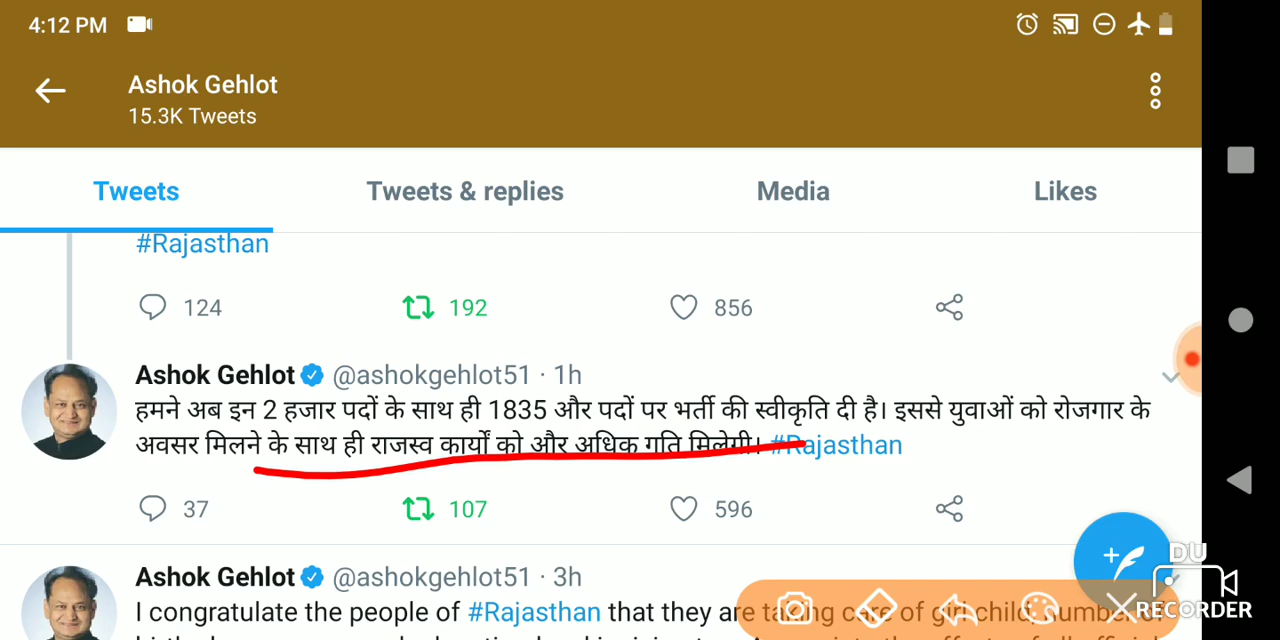 4:12 PM
Ashok Gehlot
15.3K Tweets
Tweets
Tweets & replies
Media
Likes
#Rajasthan
124
192
856
Ashok Gehlot @ashokgehlot51 · 1h
हमने अब इन 2 हजार पदों के साथ ही 1835 और पदों पर भर्ती की स्वीकृति दी है। इससे युवाओं को रोजगार के
अवसर मिलने के साथ ही राजस्व कार्यों को और अधिक गति मिलेगी। #Rajasthan
37
107
596
Ashok Gehlot @ashokgehlot51 · 3h
I congratulate the people of #Rajasthan that they are taking care of girl child, number of
DU
RECORDER